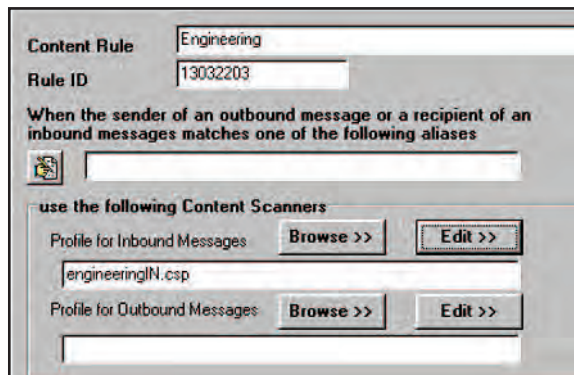 Content Rule Engineering
Rule ID 13032203
When the sender of an outbound message or a recipient of an
inbound messages matches one of the following aliases
use the following Content Scanners
Profile for Inbound Messages Browse >> Edit >>
engineeringIN.csp
Profile for Outbound Messages Browse >> Edit >>